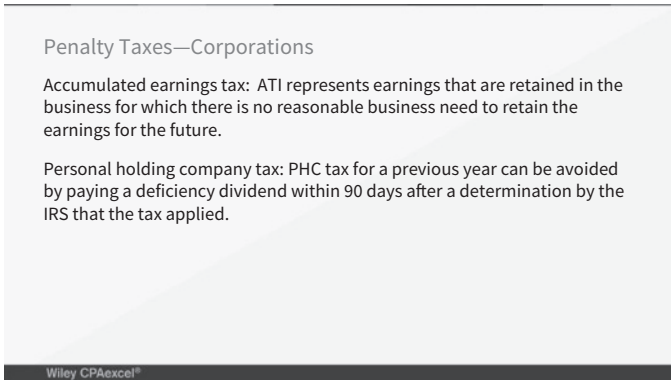 Penalty Taxes—Corporations
Accumulated earnings tax:  ATI represents earnings that are retained in the
business for which there is no reasonable business need to retain the
earnings for the future.
Personal holding company tax: PHC tax for a previous year can be avoided
by paying a deficiency dividend within 90 days after a determination by the
IRS that the tax applied.
Wiley CPAexcel®